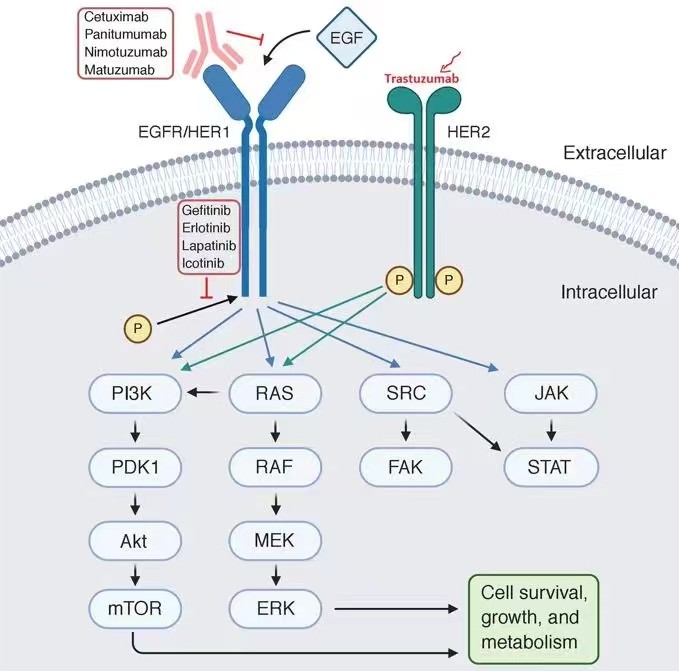 Cetuximab
Panitumumab
Nimotuzumab
Matuzumab
EGF
Trastuzumab
EGFR/HER1
HER2
Extracellular
Gefitinib
Erlotinib
Lapatinib
Icotinib
P
P
Intracellular
P
PI3K
RAS
SRC
JAK
PDK1
RAF
FAK
STAT
Akt
MEK
mTOR
ERK
Cell survival,
growth, and
metabolism